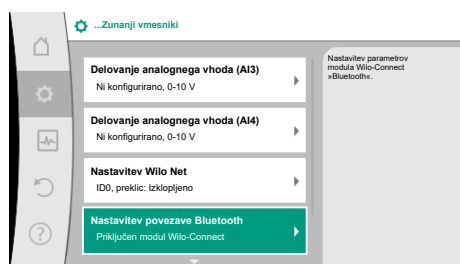 ...Zunanji vmesniki
Delovanje analognega vhoda (AI3)
Ni konfigurirano, 0-10 V
Delovanje analognega vhoda (AI4)
Ni konfigurirano, 0-10 V
Nastavitev Wilo Net
ID0, preklic: Izklopljeno
Nastavitev povezave Bluetooth
Priključen modul Wilo-Connect
Nastavitev parametrov
modula Wilo-Connect
»Bluetooth«.